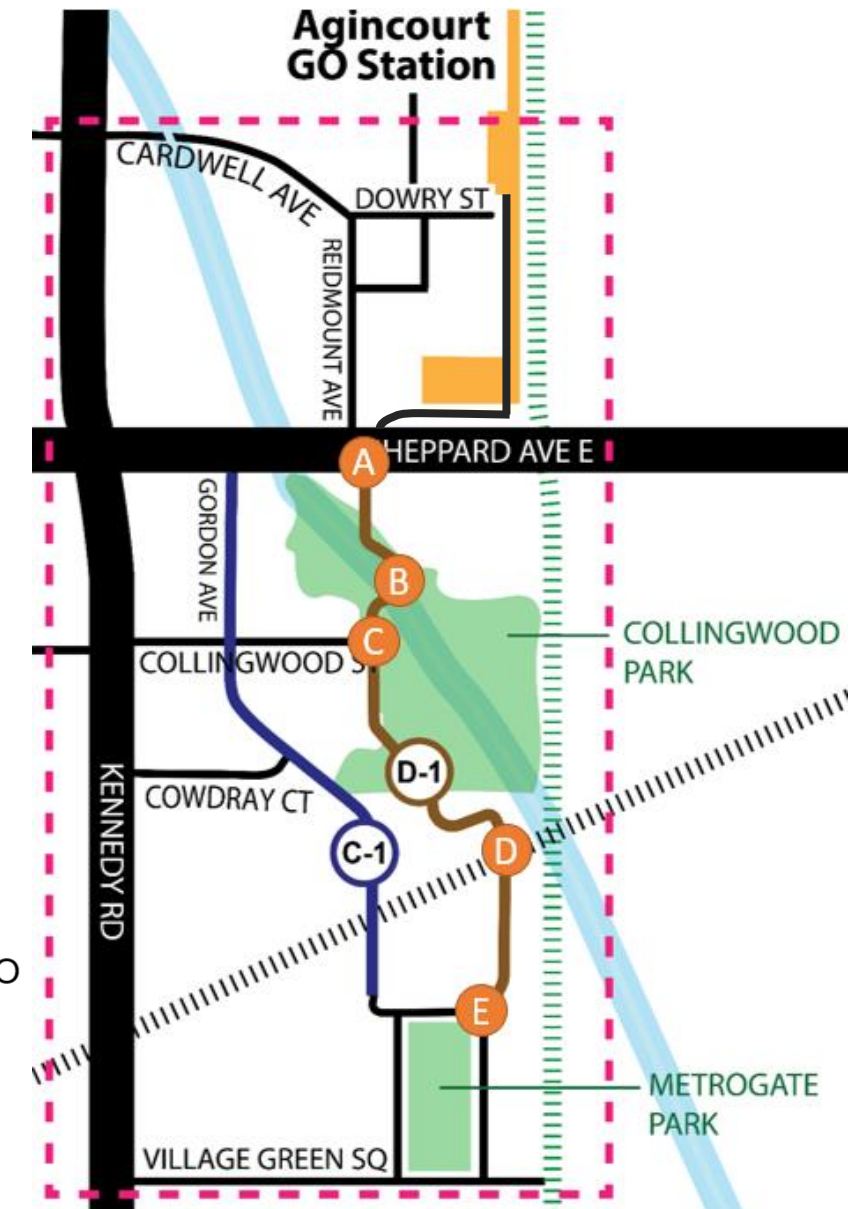 Agincourt
GO Station
CARDWELL AVE
DOWRY ST
REIDMOUNT AVE
A
HEPPARD AVE E
GORDON AVE
B
C
COLLINGWOOD S
COLLINGWOOD
PARK
D-1
COWDRAY CT
KENNEDY RD
C-1
D
O
E
METROGATE
PARK
VILLAGE GREEN SQ